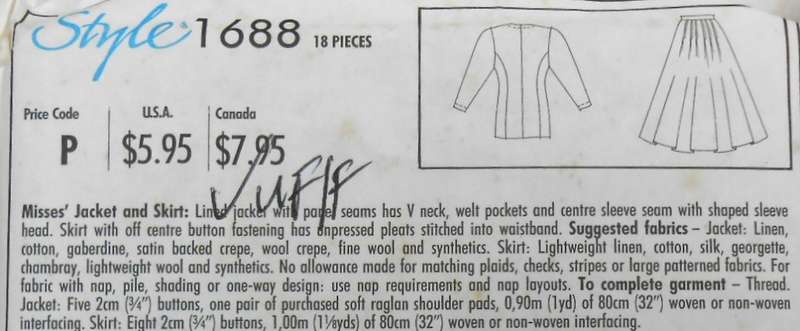 Style 1688 18 PIECES
Price Code U.S.A. Canada
P $5.95 $7.95
Misses' Jacket and Skirt: Lined jacket with panel seams has V neck, welt pockets and centre sleeve seam with shaped sleeve
head. Skirt with off centre button fastening has unpressed pleats stitched into waistband. Suggested fabrics – Jacket: Linen,
cotton, gaberdine, satin backed crepe, wool crepe, fine wool and synthetics. Skirt: Lightweight linen, cotton, silk, georgette,
chambray, lightweight wool and synthetics. No allowance made for matching plaids, checks, stripes or large patterned fabrics. For
fabric with nap, pile, shading or one-way design: use nap requirements and nap layouts. To complete garment – Thread.
Jacket: Five 2cm (¾") buttons, one pair of purchased soft raglan shoulder pads, 0,90m (1yd) of 80cm (32") woven or non-woven
interfacing. Skirt: Eight 2cm (¾") buttons, 1,00m (1⅛yds) of 80cm (32") woven or non-woven interfacing.